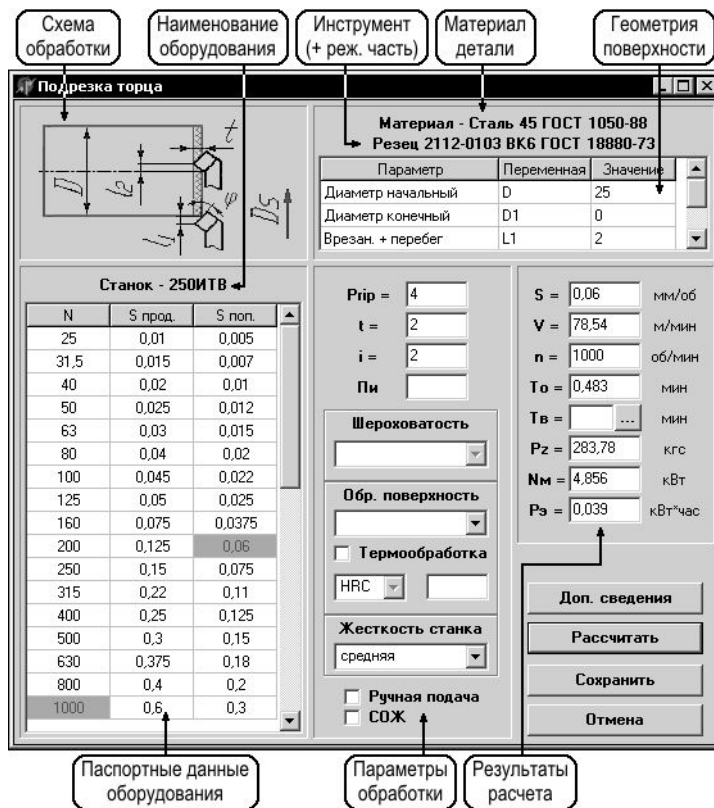 Схема
обработки
Наименование
оборудования
Инструмент
(+ реж. часть)
Материал
детали
Геометрия
поверхности
Подрезка торца
D
l2
t
l1
φ
DS
Материал - Сталь 45 ГОСТ 1050-88
Резец 2112-0103 ВК6 ГОСТ 18880-73
Параметр Переменная Значение
Диаметр начальный D 25
Диаметр конечный D1 0
Врезан. + перебег L1 2
Станок - 250ИТВ
N S прод. S поп.
25 0,01 0,005
31,5 0,015 0,007
40 0,02 0,01
50 0,025 0,012
63 0,03 0,015
80 0,04 0,02
100 0,045 0,022
125 0,05 0,025
160 0,075 0,0375
200 0,125 0,06
250 0,15 0,075
315 0,22 0,11
400 0,25 0,125
500 0,3 0,15
630 0,375 0,18
800 0,4 0,2
1000 0,6 0,3
Prip = 4
t = 2
i = 2
Пи
Шероховатость
Обр. поверхность
Термообработка
HRC
Жесткость станка
средняя
Ручная подача
СОЖ
S = 0,06 мм/об
V = 78,54 м/мин
n = 1000 об/мин
То = 0,483 мин
Тв = ... мин
Pz = 283,78 кгс
Nм = 4,856 кВт
Рэ = 0,039 кВт*час
Доп. сведения
Рассчитать
Сохранить
Отмена
Паспортные данные
оборудования
Параметры
обработки
Результаты
расчета